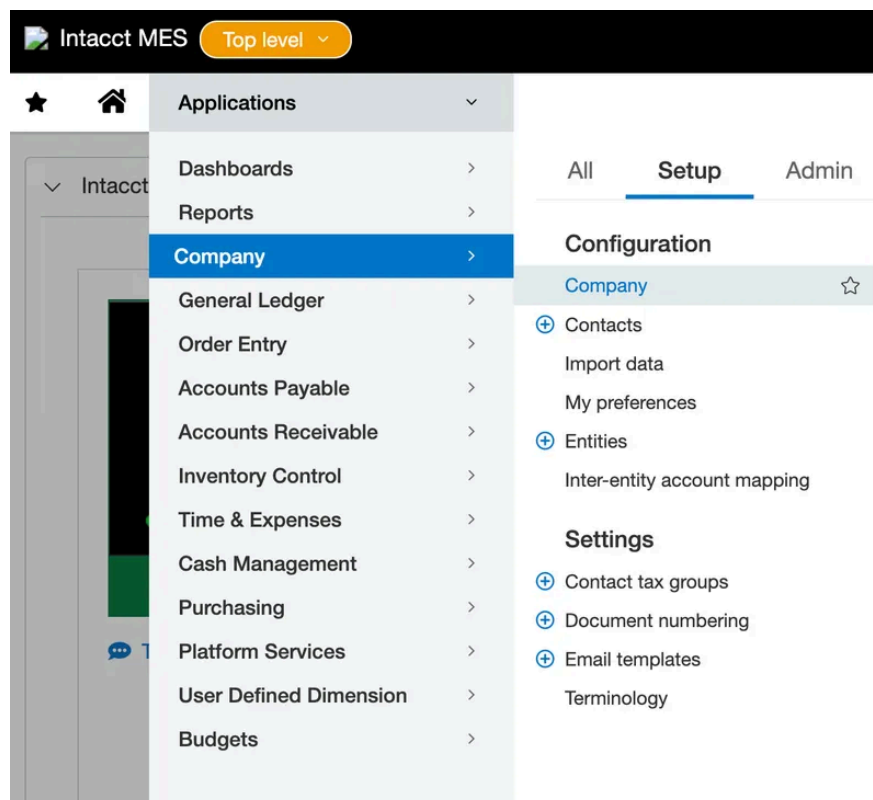 Intacct MES Top level
Applications
Dashboards
Reports
Company
General Ledger
Order Entry
Accounts Payable
Accounts Receivable
Inventory Control
Time & Expenses
Cash Management
Purchasing
Platform Services
User Defined Dimension
Budgets
Intacct
All Setup Admin
Configuration
Company
Contacts
Import data
My preferences
Entities
Inter-entity account mapping
Settings
Contact tax groups
Document numbering
Email templates
Terminology